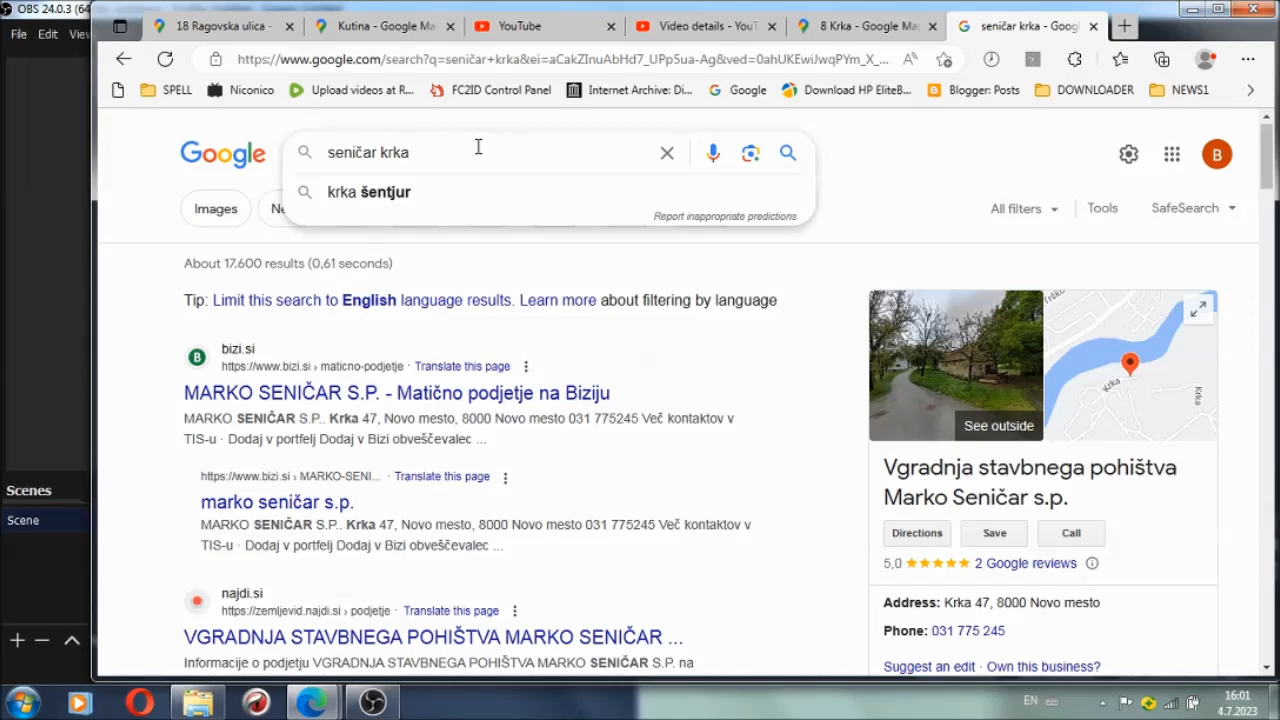 OBS 24.0.3 (64
File Edit View
18 Ragovska ulica -
Kutina - Google Ma
YouTube
Video details - YouT
8 Krka - Google Ma
seničar krka - Goog
https://www.google.com/search?q=seničar+krka&ei=aCakZInuAbHd7_UPp5ua-Ag&ved=0ahUKEwiJwqPYm_X_...
SPELL
Niconico
Upload videos at R...
FC2ID Control Panel
Internet Archive: Di...
Google
Download HP EliteB...
Blogger: Posts
DOWNLOADER
NEWS1
Google
seničar krka
krka šentjur
Report inappropriate predictions
B
Images
Ne
All filters
Tools
SafeSearch
About 17.600 results (0,61 seconds)
Tip: Limit this search to English language results. Learn more about filtering by language
B
bizi.si
https://www.bizi.si › maticno-podjetje · Translate this page
MARKO SENIČAR S.P. - Matično podjetje na Biziju
MARKO SENIČAR S.P.. Krka 47, Novo mesto, 8000 Novo mesto 031 775245 Več kontaktov v
TIS-u · Dodaj v portfelj Dodaj v Bizi obveščevalec ...
https://www.bizi.si › MARKO-SENI... · Translate this page
marko seničar s.p.
MARKO SENIČAR S.P.. Krka 47, Novo mesto, 8000 Novo mesto 031 775245 Več kontaktov v
TIS-u · Dodaj v portfelj Dodaj v Bizi obveščevalec ...
najdi.si
https://zemljevid.najdi.si › podjetje · Translate this page
VGRADNJA STAVBNEGA POHIŠTVA MARKO SENIČAR ...
Informacije o podjetju VGRADNJA STAVBNEGA POHIŠTVA MARKO SENIČAR S.P. na
See outside
Krka
Krka
Vgradnja stavbnega pohištva
Marko Seničar s.p.
Directions
Save
Call
5,0 2 Google reviews
Address: Krka 47, 8000 Novo mesto
Phone: 031 775 245
Suggest an edit · Own this business?
Scenes
Scene
EN
16:01
4.7.2023